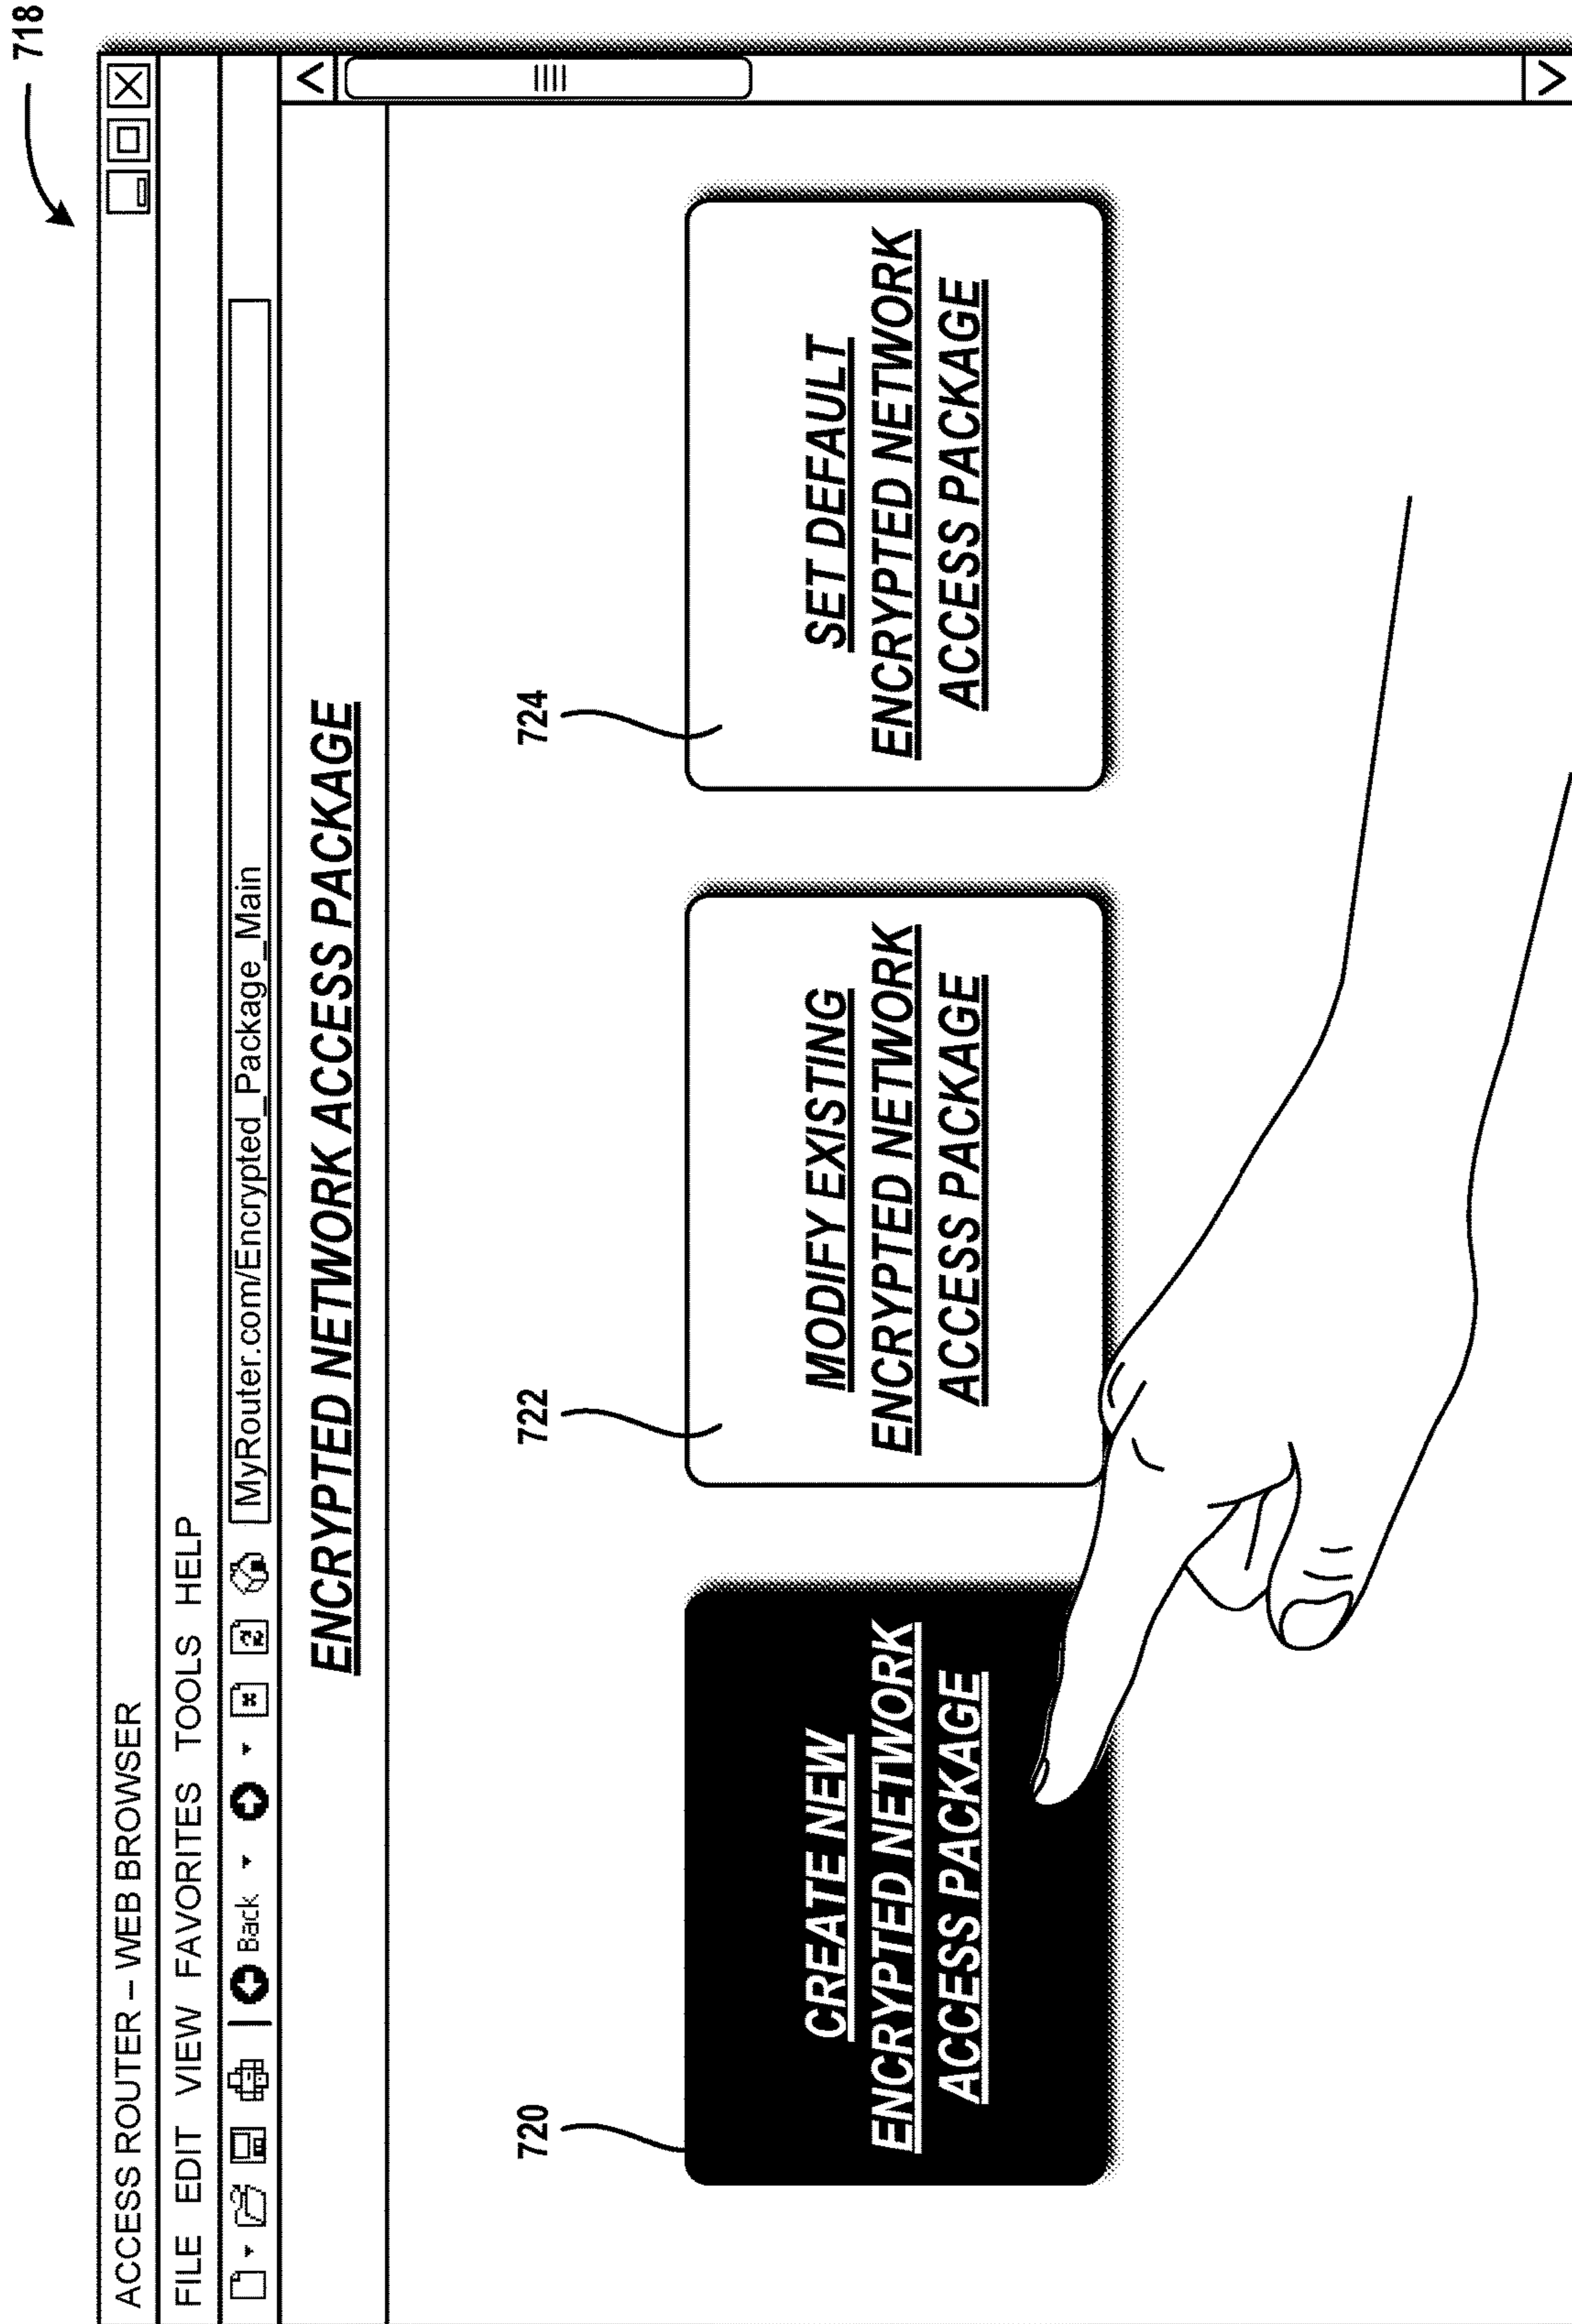 718
ACCESS ROUTER – WEB BROWSER
FILE EDIT VIEW FAVORITES TOOLS HELP
Back MyRouter.com/Encrypted_Package_Main
ENCRYPTED NETWORK ACCESS PACKAGE
720
722
724
CREATE NEW
ENCRYPTED NETWORK
ACCESS PACKAGE
MODIFY EXISTING
ENCRYPTED NETWORK
ACCESS PACKAGE
SET DEFAULT
ENCRYPTED NETWORK
ACCESS PACKAGE